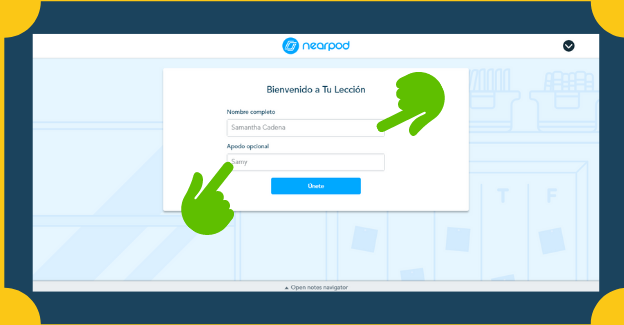 nearpod
Bienvenido a Tu Lección
Nombre completo
Samantha Cadena
Apodo opcional
Samy
Únete
T F
Open notes navigator